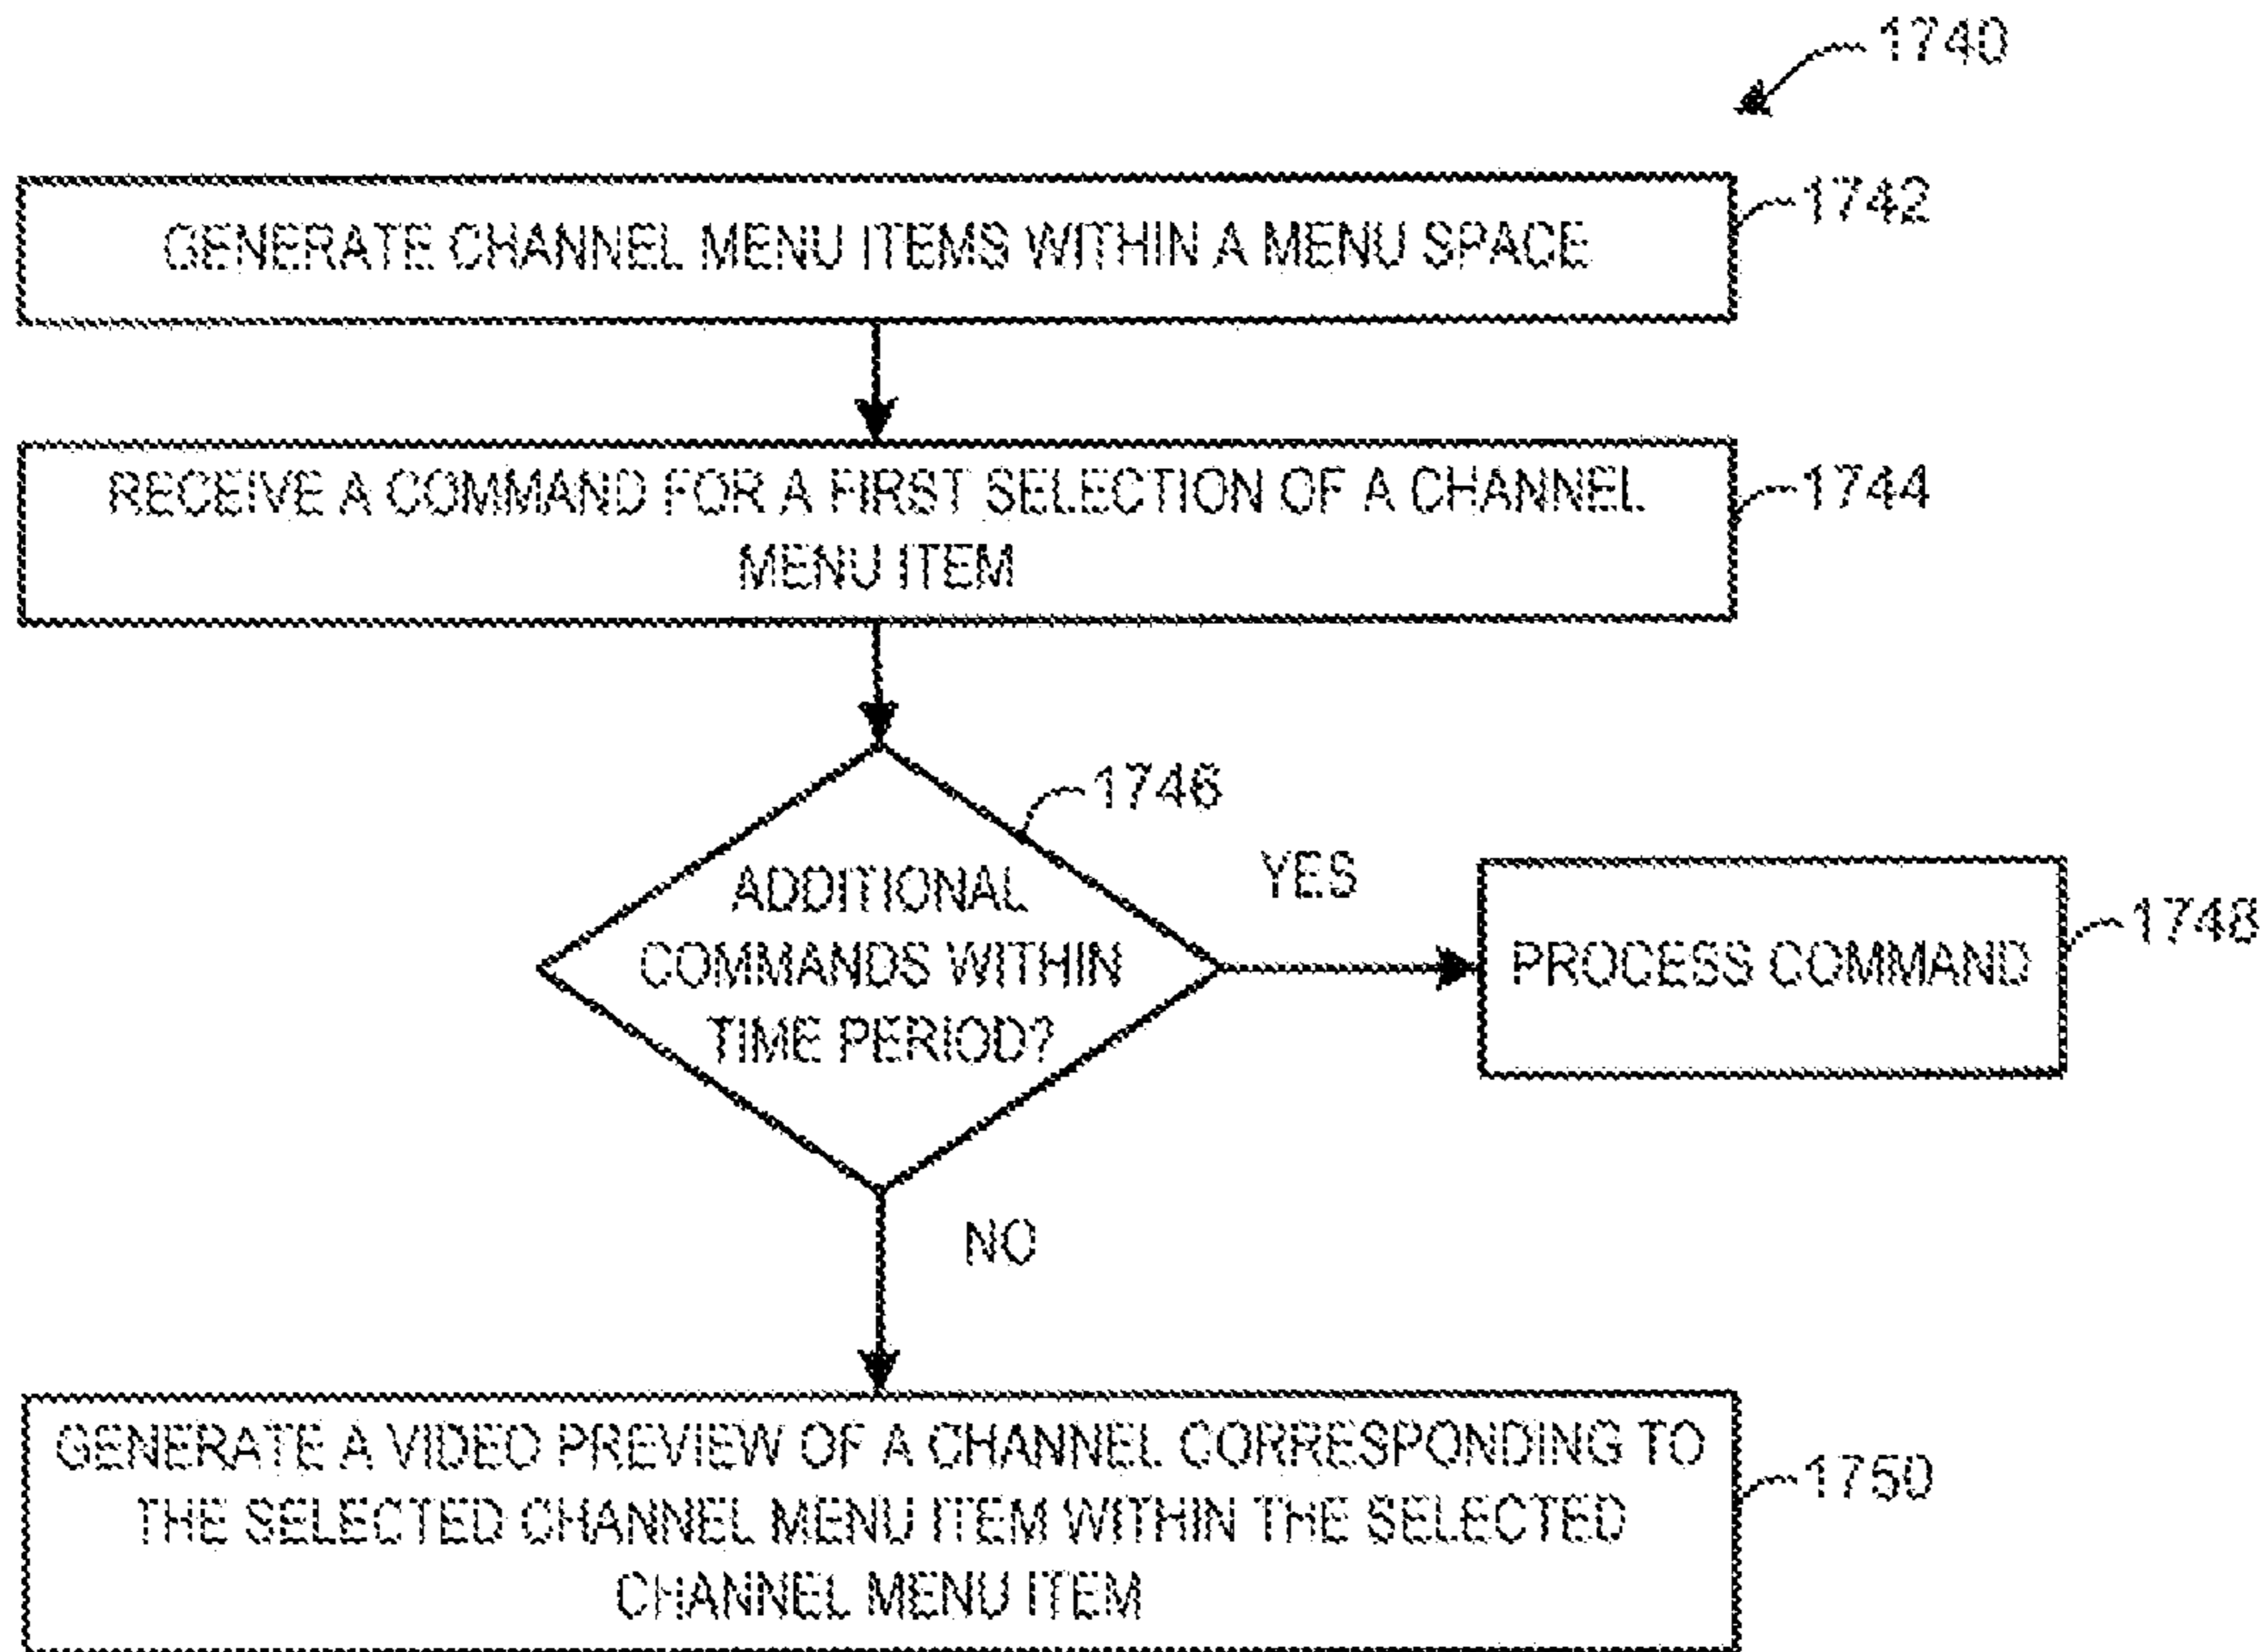 1740
GENERATE CHANNEL MENU ITEMS WITHIN A MENU SPACE
1742
RECEIVE A COMMAND FOR A FIRST SELECTION OF A CHANNEL
MENU ITEM
1744
1746
ADDITIONAL
COMMANDS WITHIN
TIME PERIOD?
YES
PROCESS COMMAND
1748
NO
GENERATE A VIDEO PREVIEW OF A CHANNEL CORRESPONDING TO
THE SELECTED CHANNEL MENU ITEM WITHIN THE SELECTED
CHANNEL MENU ITEM
1750